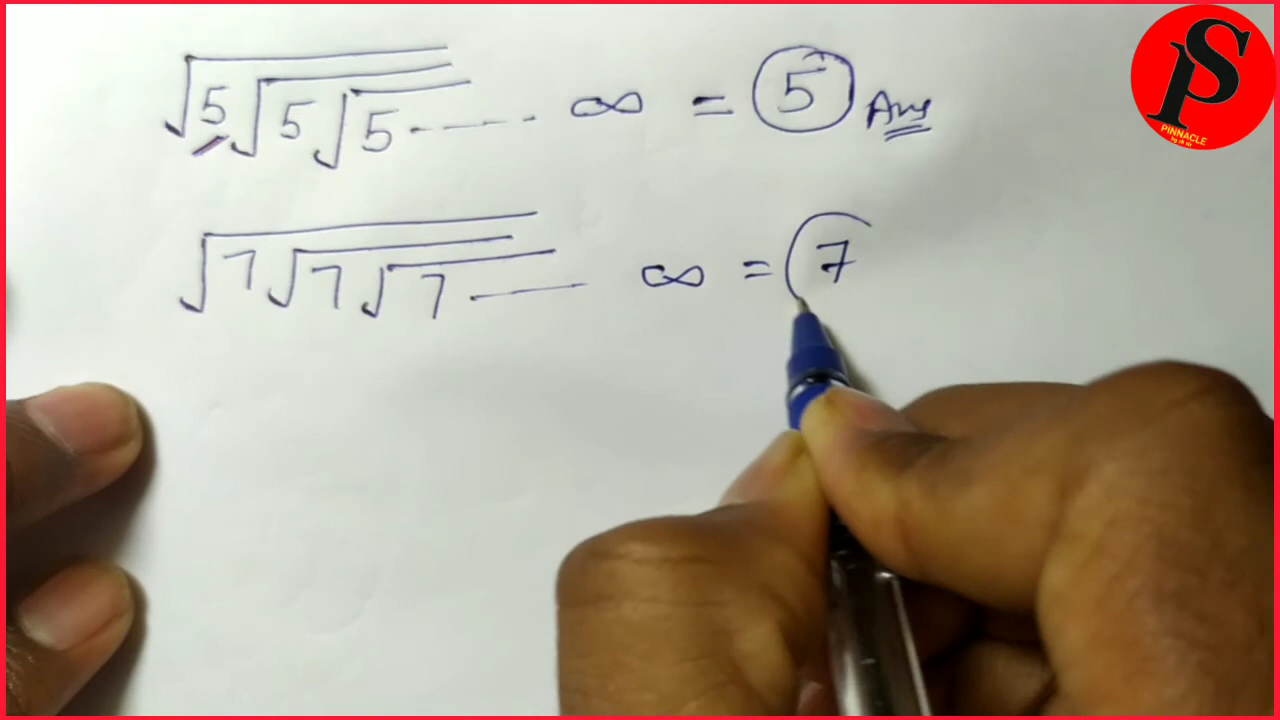 √5√5√5------ ∞ = 5 Ans
√7√7√7------ ∞ = 7
PS
PINNACLE